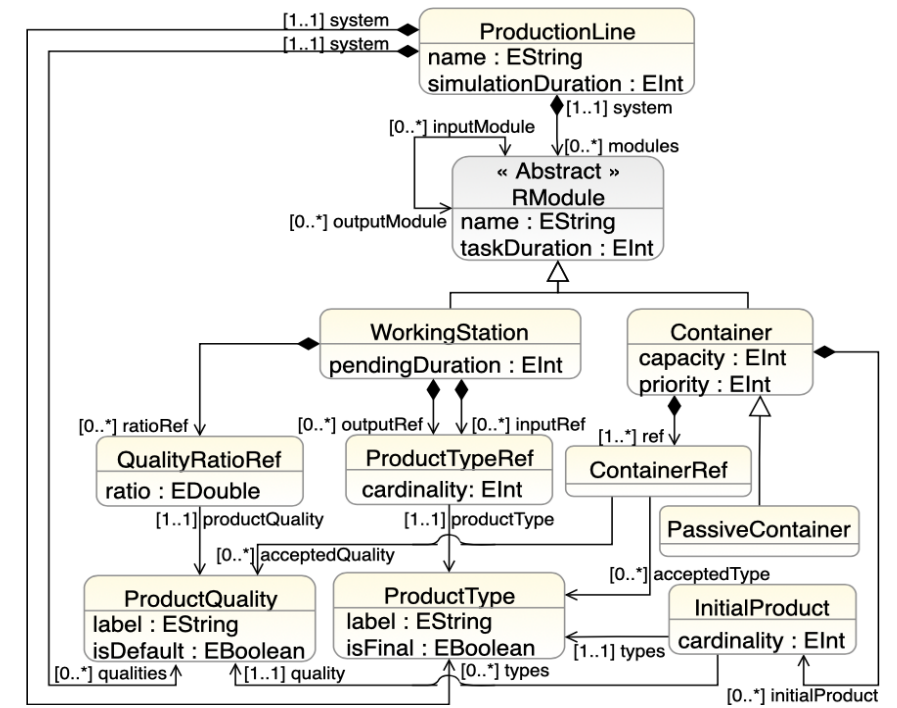 [1..1] system
[1..1] system
ProductionLine
name : EString
simulationDuration : EInt
[1..1] system
[0..*] inputModule
[0..*] modules
« Abstract »
RModule
[0..*] outputModule
name : EString
taskDuration : EInt
WorkingStation
pendingDuration : EInt
Container
capacity : EInt
priority : EInt
[0..*] ratioRef
[0..*] outputRef
[0..*] inputRef
[1..*] ref
QualityRatioRef
ratio : EDouble
ProductTypeRef
cardinality: EInt
ContainerRef
PassiveContainer
[1..1] productQuality
[1..1] productType
[0..*] acceptedQuality
[0..*] acceptedType
ProductQuality
label : EString
isDefault : EBoolean
ProductType
label : EString
isFinal : EBoolean
InitialProduct
cardinality : EInt
[1..1] types
[0..*] qualities
[1..1] quality
[0..*] types
[0..*] initialProduct